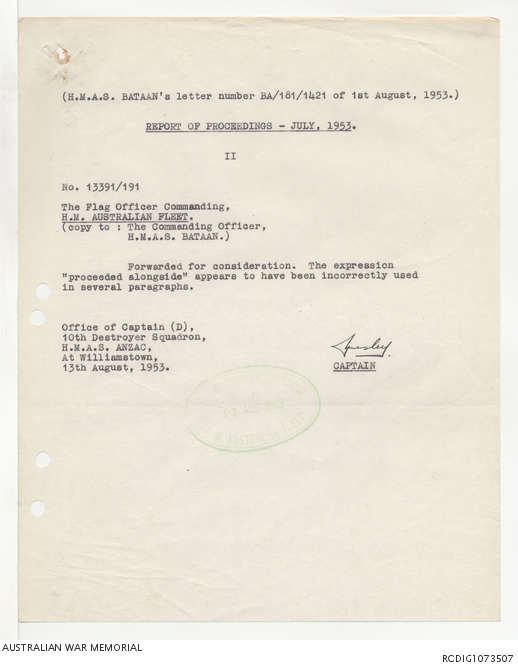 (H.M.A.S. BATAAN's letter number BA/181/1421 of 1st August, 1953.)
REPORT OF PROCEEDINGS - JULY, 1953.
II
No. 13391/191
The Flag Officer Commanding,
H.M. AUSTRALIAN FLEET.
(copy to : The Commanding Officer,
H.M.A.S. BATAAN.)
Forwarded for consideration. The expression
"proceeded alongside" appears to have been incorrectly used
in several paragraphs.
Office of Captain (D),
10th Destroyer Squadron,
H.M.A.S. ANZAC,
At Williamstown,
13th August, 1953.
CAPTAIN
AUSTRALIAN WAR MEMORIAL
RCDIG1073507